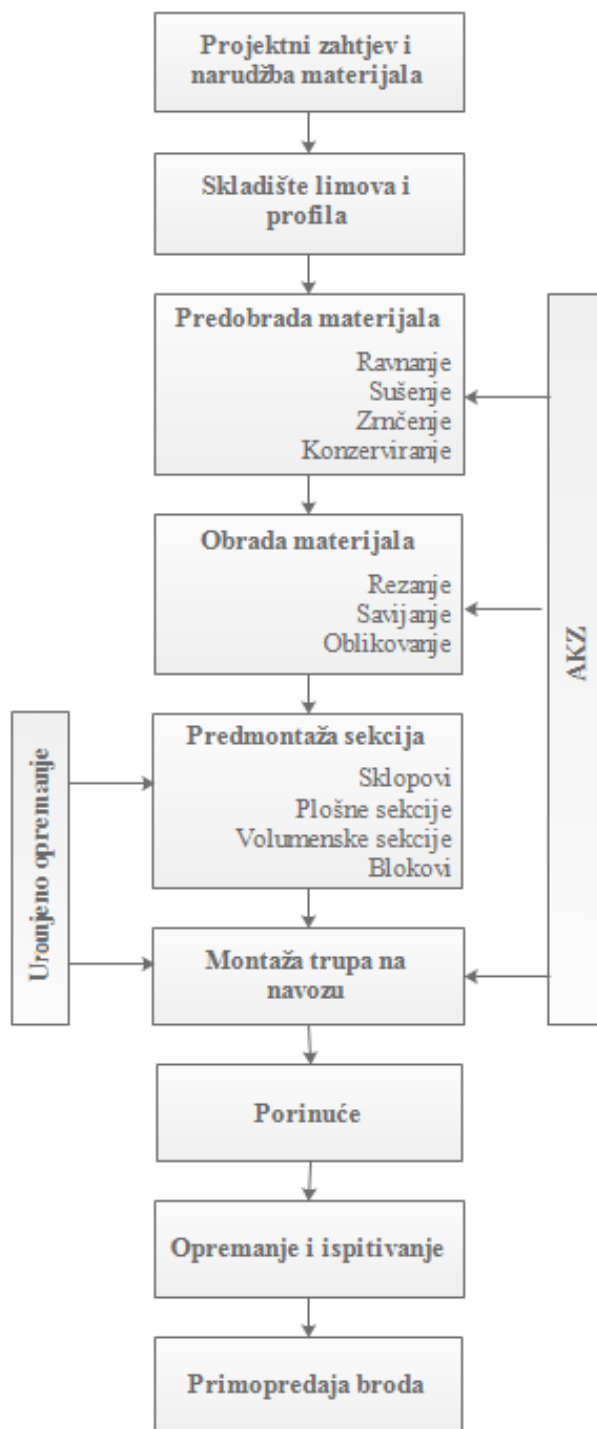 Projektni zahtjev i
narudžba materijala
Skladište limova i
profila
Predobrada materijala
Ravnanje
Sušenje
Zrnčenje
Konzerviranje
Obrada materijala
Rezanje
Savijanje
Oblikovanje
AKZ
Predmontaža sekcija
Sklopovi
Plošne sekcije
Volumenske sekcije
Blokovi
Uronjeno opremanje
Montaža trupa na
navozu
Porinuće
Opremanje i ispitivanje
Primopredaja broda